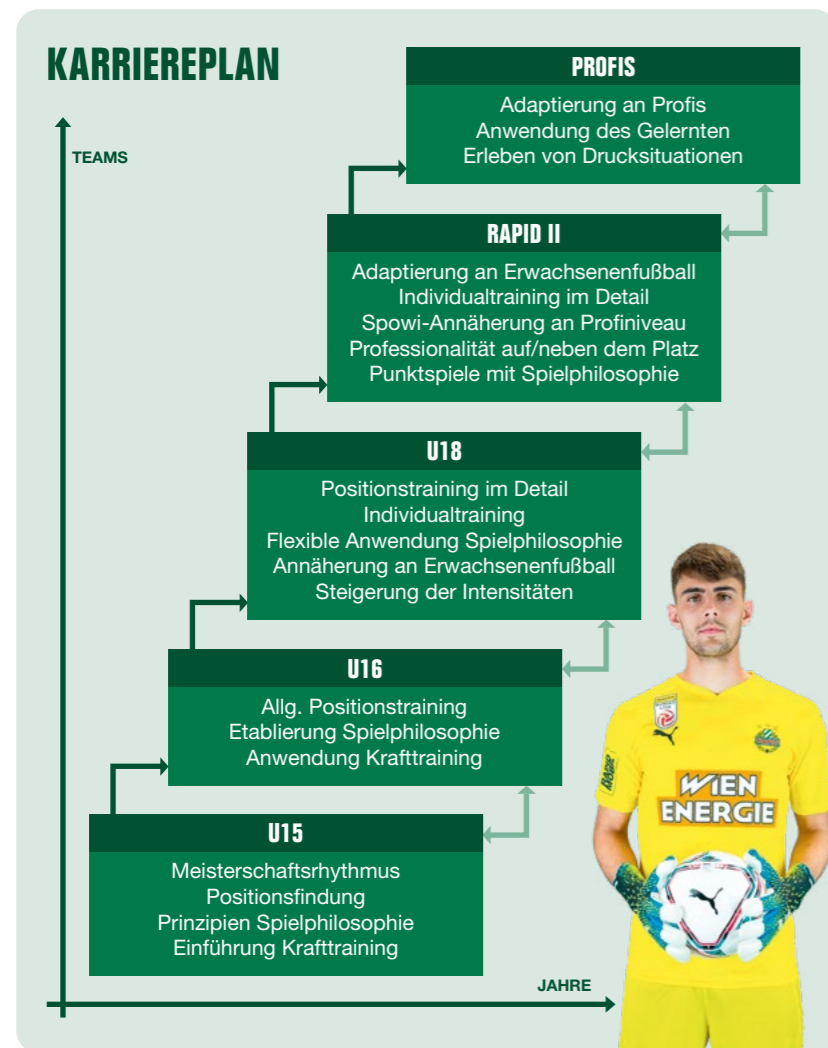 KARRIEREPLAN
TEAMS
PROFIS
Adaptierung an Profis
Anwendung des Gelernten
Erleben von Drucksituationen
RAPID II
Adaptierung an Erwachsenenfußball
Individualtraining im Detail
Spowi-Annäherung an Profiniveau
Professionalität auf/neben dem Platz
Punktspiele mit Spielphilosophie
U18
Positionstraining im Detail
Individualtraining
Flexible Anwendung Spielphilosophie
Annäherung an Erwachsenenfußball
Steigerung der Intensitäten
U16
Allg. Positionstraining
Etablierung Spielphilosophie
Anwendung Krafttraining
U15
Meisterschaftsrhythmus
Positionsfindung
Prinzipien Spielphilosophie
Einführung Krafttraining
JAHRE
WIEN
ENERGIE